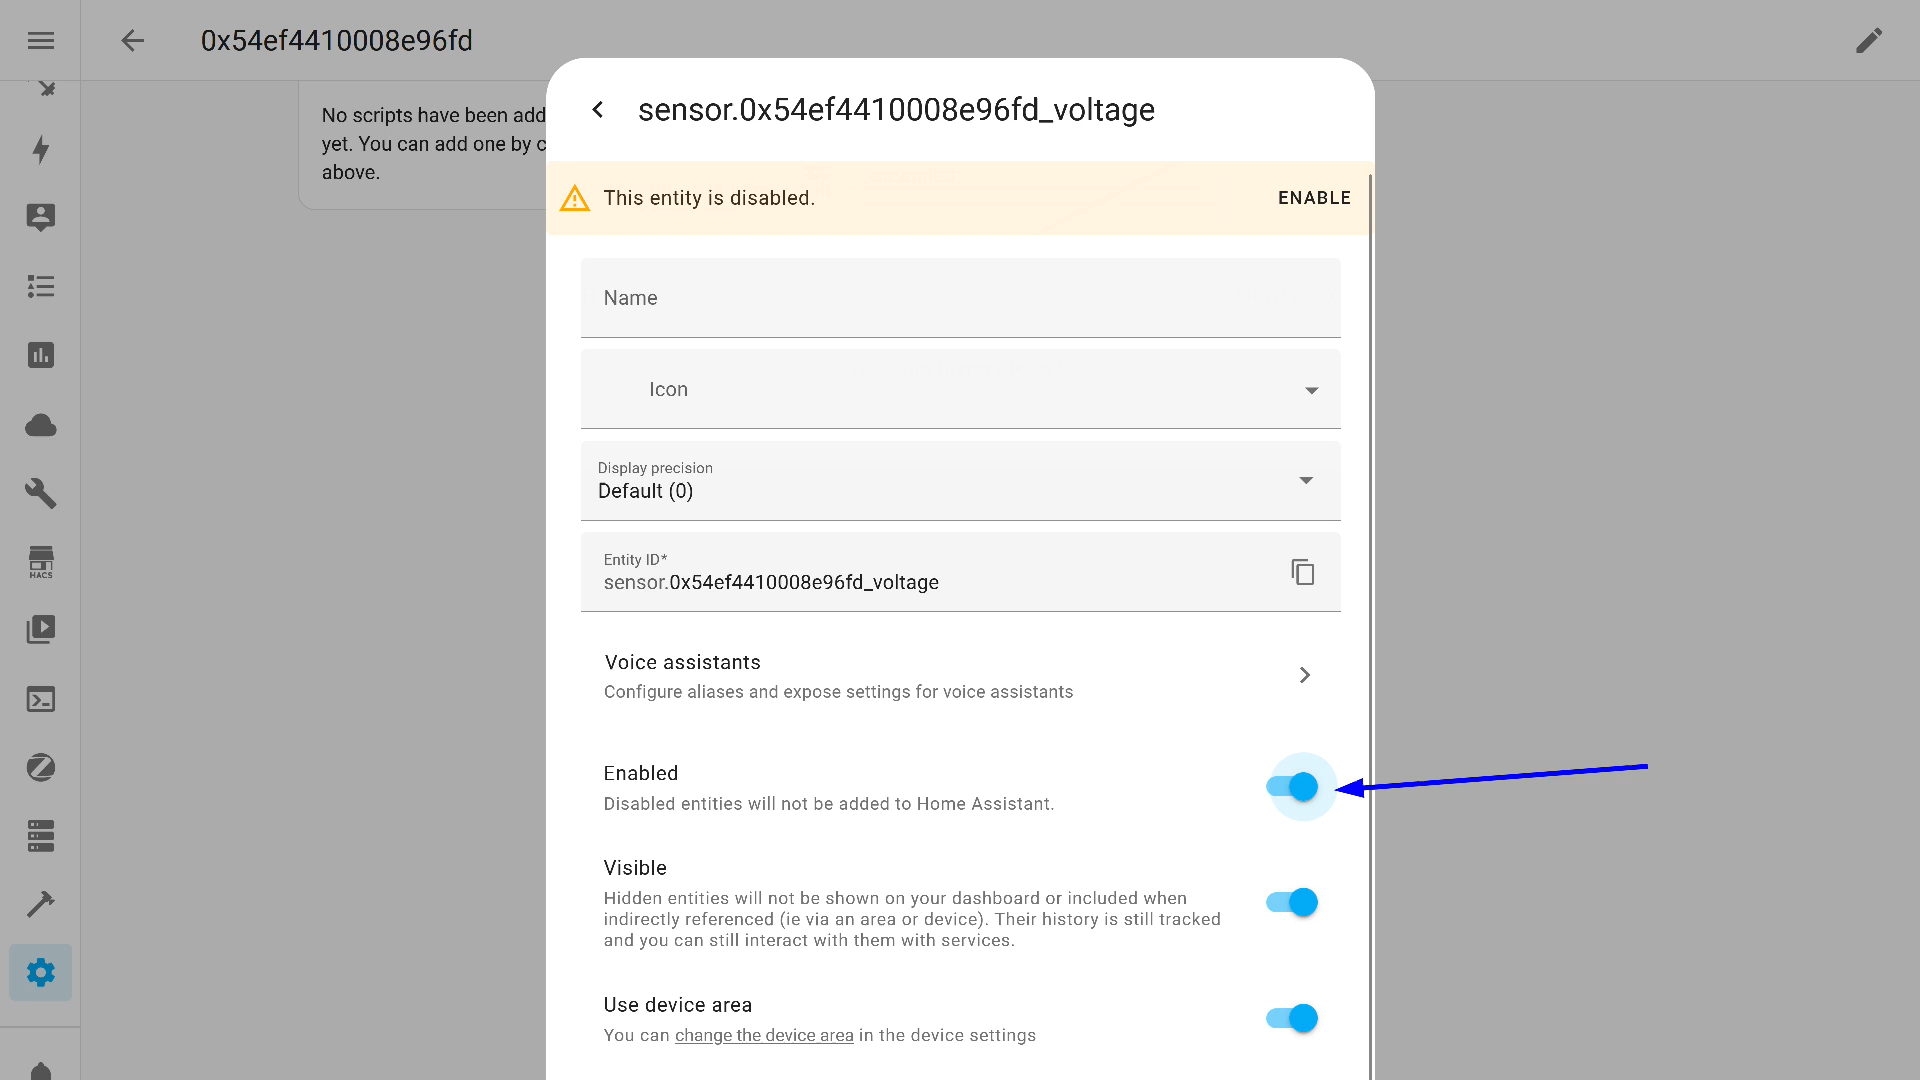 0x54ef4410008e96fd
No scripts have been add
yet. You can add one by c
above.
HACS
sensor.0x54ef4410008e96fd_voltage
This entity is disabled.
ENABLE
Name
Icon
Display precision
Default (0)
Entity ID*
sensor.0x54ef4410008e96fd_voltage
Voice assistants
Configure aliases and expose settings for voice assistants
Enabled
Disabled entities will not be added to Home Assistant.
Visible
Hidden entities will not be shown on your dashboard or included when
indirectly referenced (ie via an area or device). Their history is still tracked
and you can still interact with them with services.
Use device area
You can change the device area in the device settings